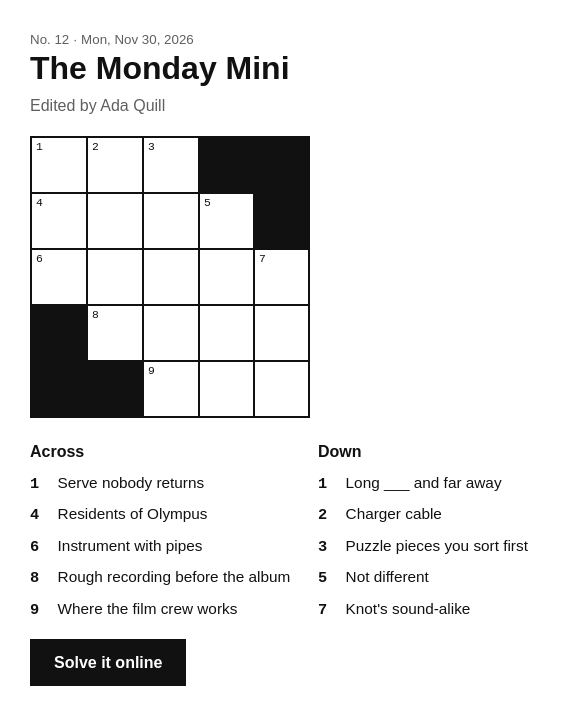 No. 12 · Mon, Nov 30, 2026
The Monday Mini
Edited by Ada Quill
1 2 3
4 5
6 7
8
9
Across
1 Serve nobody returns
4 Residents of Olympus
6 Instrument with pipes
8 Rough recording before the album
9 Where the film crew works
Down
1 Long ___ and far away
2 Charger cable
3 Puzzle pieces you sort first
5 Not different
7 Knot's sound-alike
Solve it online